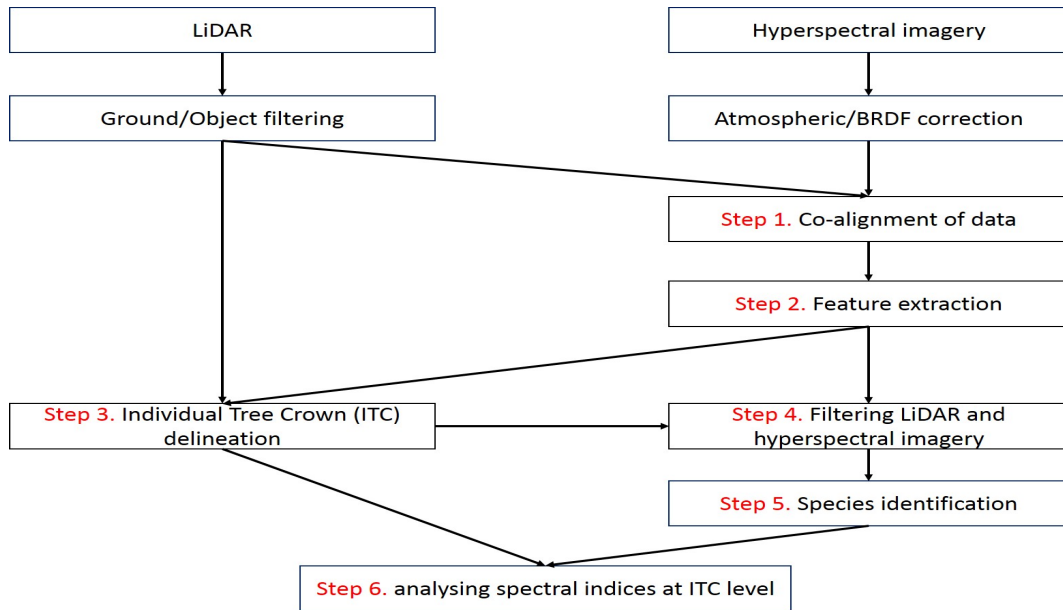 LiDAR
Hyperspectral imagery
Ground/Object filtering
Atmospheric/BRDF correction
Step 1. Co-alignment of data
Step 2. Feature extraction
Step 3. Individual Tree Crown (ITC)
delineation
Step 4. Filtering LiDAR and
hyperspectral imagery
Step 5. Species identification
Step 6. analysing spectral indices at ITC level